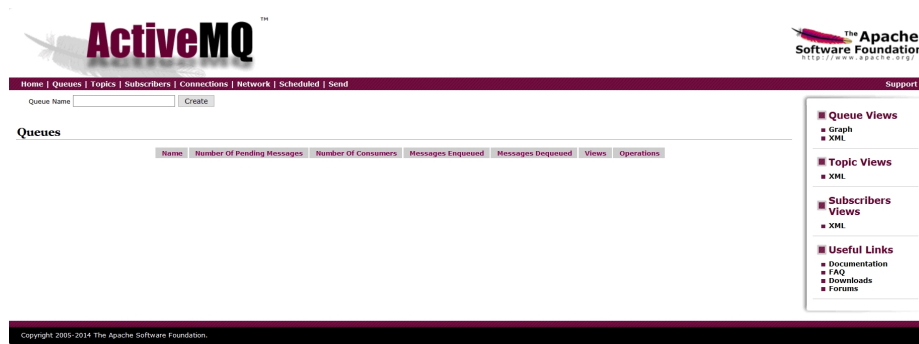 ActiveMQ™
The Apache
Software Foundation
http://www.apache.org/
Home | Queues | Topics | Subscribers | Connections | Network | Scheduled | Send
Support
Queue Name
Create
Queues
Name Number Of Pending Messages Number Of Consumers Messages Enqueued Messages Dequeued Views Operations
Queue Views
Graph
XML
Topic Views
XML
Subscribers
Views
XML
Useful Links
Documentation
FAQ
Downloads
Forums
Copyright 2005-2014 The Apache Software Foundation.